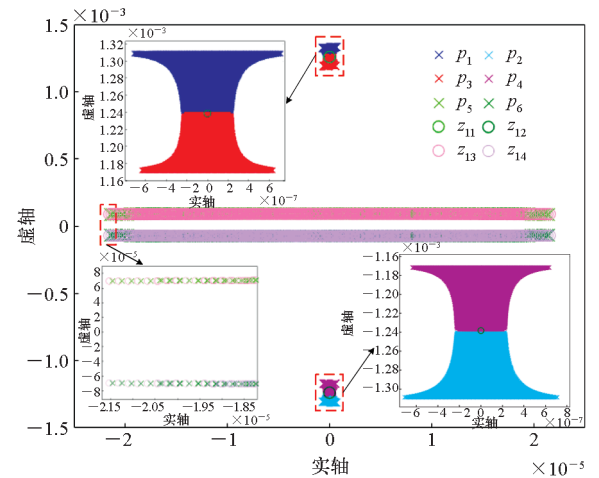 ×10⁻³
1.5
1.0
0.5
0
−0.5
−1.0
−1.5
虚轴
−2
−1
0
1
2
×10⁻⁵
实轴
×10⁻³
1.32
1.30
1.28
1.26
1.24
1.22
1.20
1.18
1.16
虚轴
−6 −4 −2 0 2 4 6
实轴
×10⁻⁷
p₁ p₂
p₃ p₄
p₅ p₆
z₁₁ z₁₂
z₁₃ z₁₄
×10⁻⁵
8
6
4
2
0
−2
−4
−6
−8
虚轴
−2.15 −2.05 −1.95 −1.85
实轴
×10⁻⁵
×10⁻³
−1.16
−1.18
−1.20
−1.22
−1.24
−1.26
−1.28
−1.30
虚轴
−6 −4 −2 0 2 4 6 8
实轴
×10⁻⁷